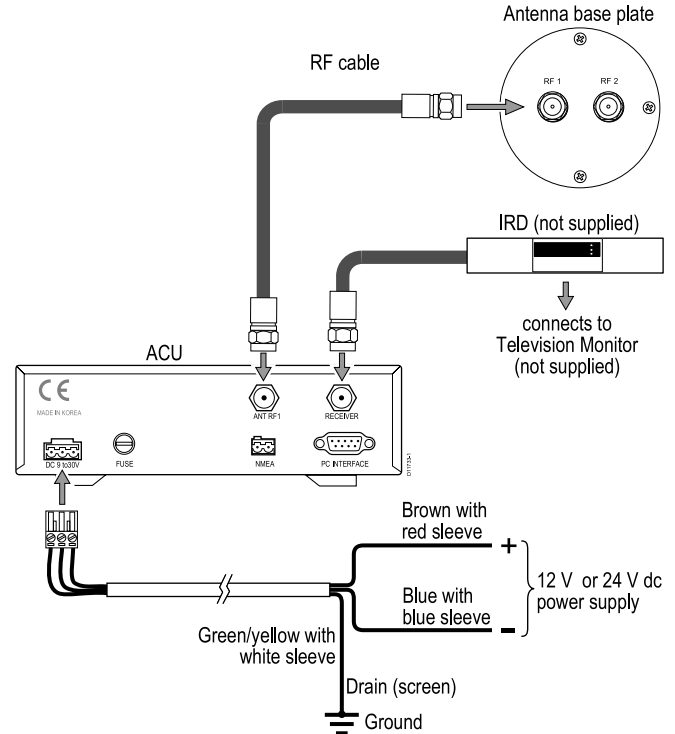 Antenna base plate
RF cable
RF 1
RF 2
IRD (not supplied)
connects to
Television Monitor
(not supplied)
ACU
CE
MADE IN KOREA
ANT RF1
RECEIVER
DC 9 to30V
FUSE
NMEA
PC INTERFACE
D11733-1
Brown with
red sleeve
+
12 V or 24 V dc
power supply
Blue with
blue sleeve
-
Green/yellow with
white sleeve
Drain (screen)
Ground